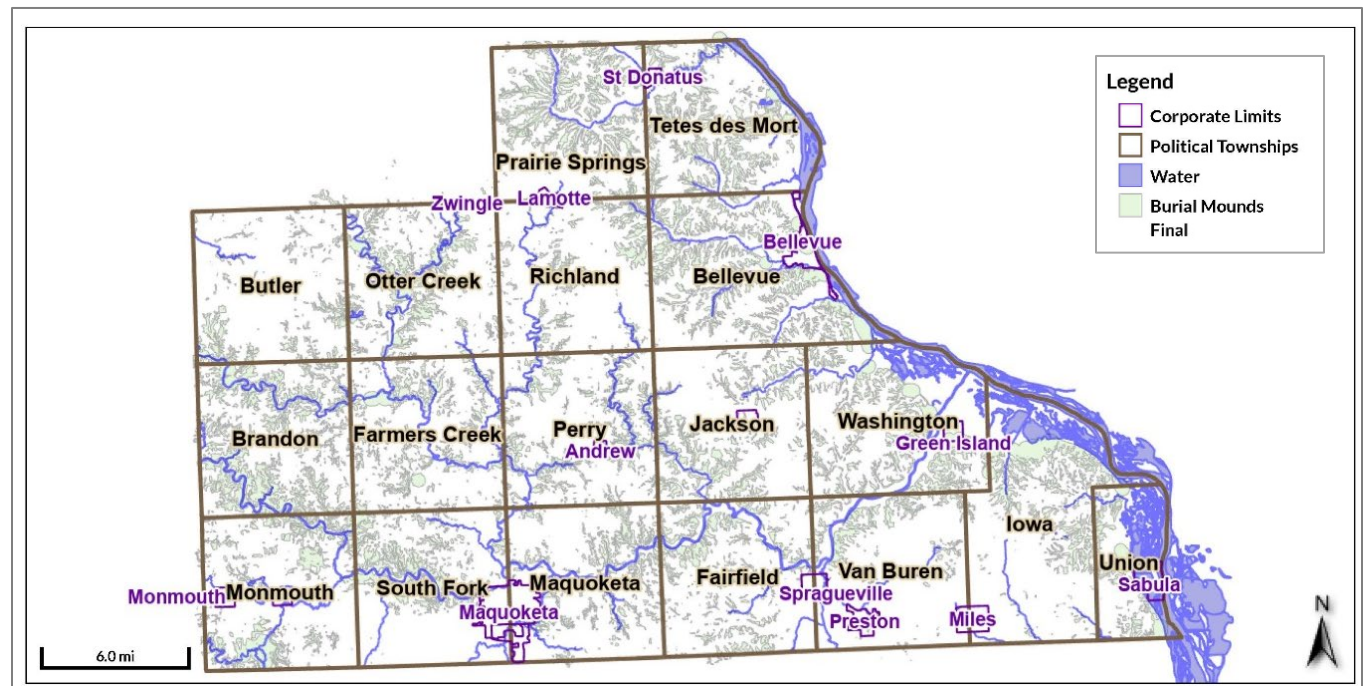 St Donatus
Tetes des Mort
Prairie Springs
Zwingle
Lamotte
Bellevue
Butler
Otter Creek
Richland
Bellevue
Brandon
Farmers Creek
Perry
Andrew
Jackson
Washington
Green Island
Iowa
Monmouth
Monmouth
South Fork
Maquoketa
Maquoketa
Fairfield
Van Buren
Spragueville
Preston
Miles
Union
Sabula
Legend
Corporate Limits
Political Townships
Water
Burial Mounds
Final
6.0 mi
N